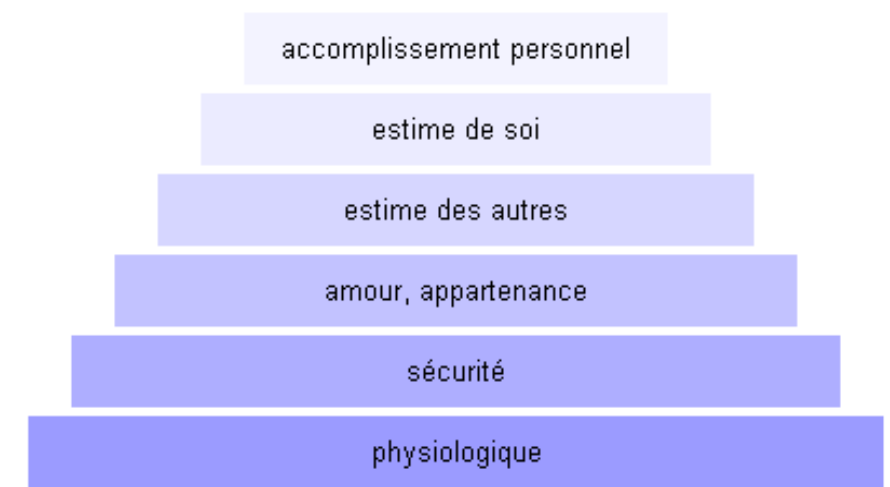 accomplissement personnel
estime de soi
estime des autres
amour, appartenance
sécurité
physiologique